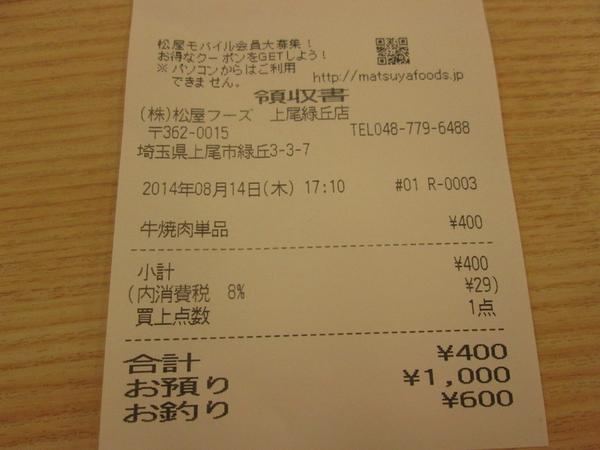 松屋モバイル会員大募集！
お得なクーポンをGETしよう！
※パソコンからはご利用
できません。
http://matsuyafoods.jp
領収書
(株)松屋フーズ 上尾緑丘店
〒362-0015 TEL048-779-6488
埼玉県上尾市緑丘3-3-7
2014年08月14日(木) 17:10 #01 R-0003
牛焼肉単品 ¥400
小計 ¥400
(内消費税 8% ¥29)
買上点数 1点
合計 ¥400
お預り ¥1,000
お釣り ¥600